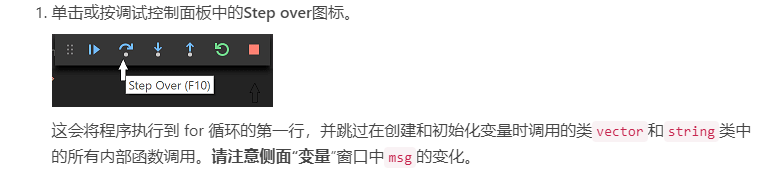 1. 单击或按调试控制面板中的Step over图标。
Step Over (F10)
这会将程序执行到 for 循环的第一行，并跳过在创建和初始化变量时调用的类 vector 和 string 类中
的所有内部函数调用。请注意侧面“变量”窗口中 msg 的变化。